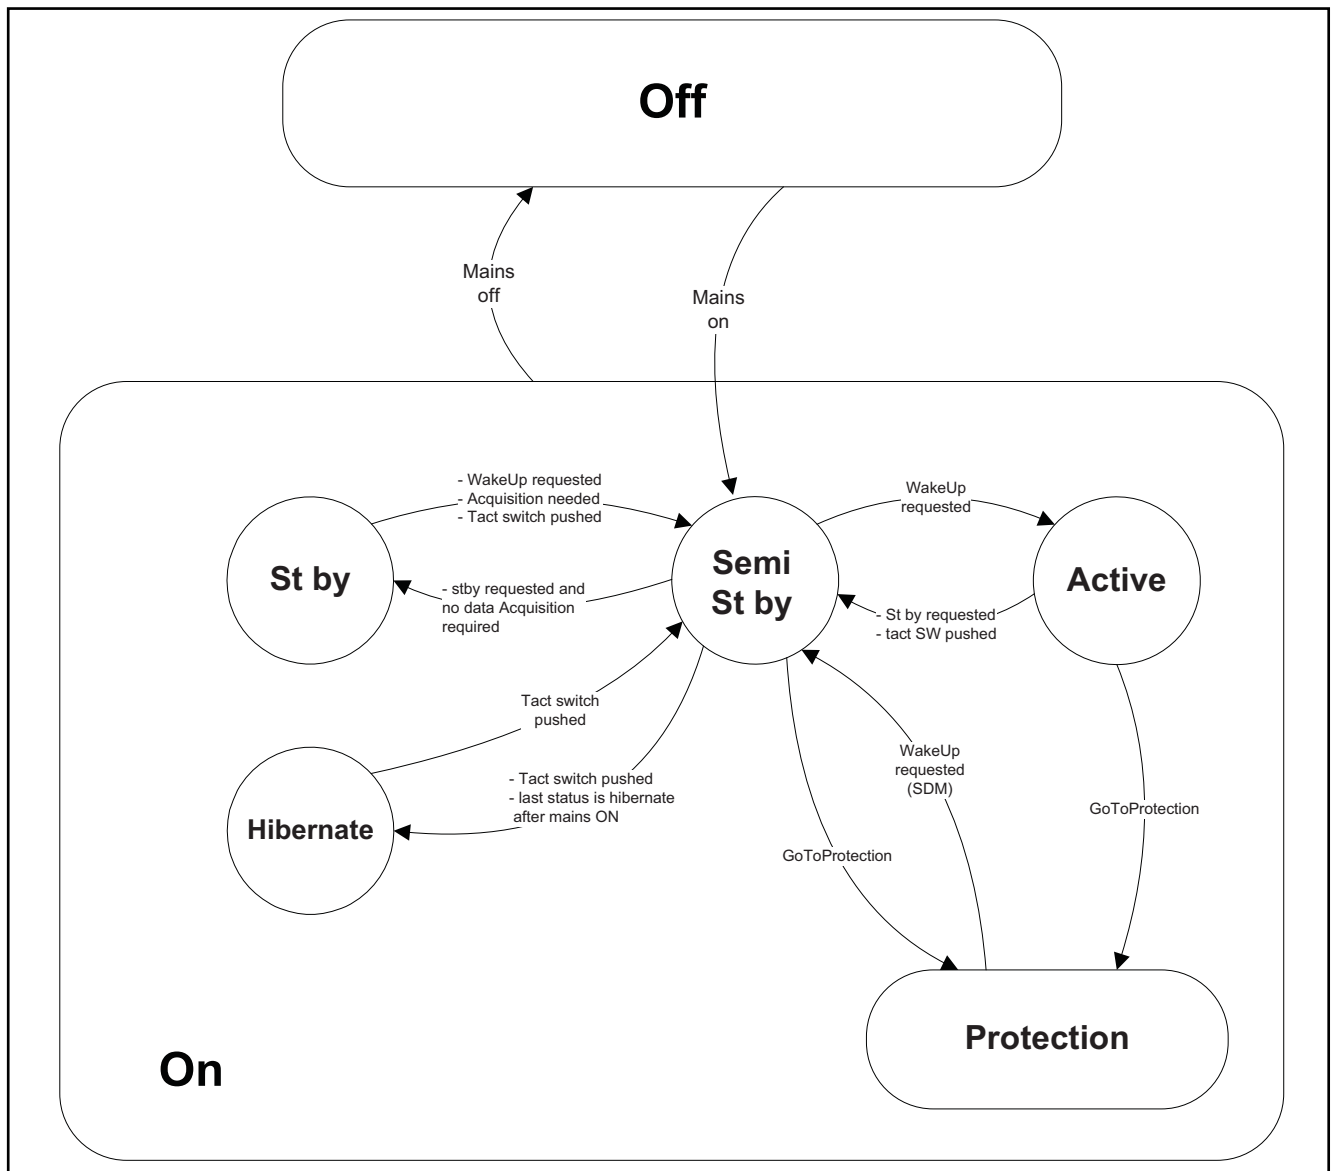 Off
Mains
off
Mains
on
- WakeUp requested
- Acquisition needed
- Tact switch pushed
WakeUp
requested
St by
Semi
St by
Active
- stby requested and
no data Acquisition
required
- St by requested
- tact SW pushed
Tact switch
pushed
WakeUp
requested
(SDM)
- Tact switch pushed
- last status is hibernate
after mains ON
GoToProtection
Hibernate
GoToProtection
Protection
On